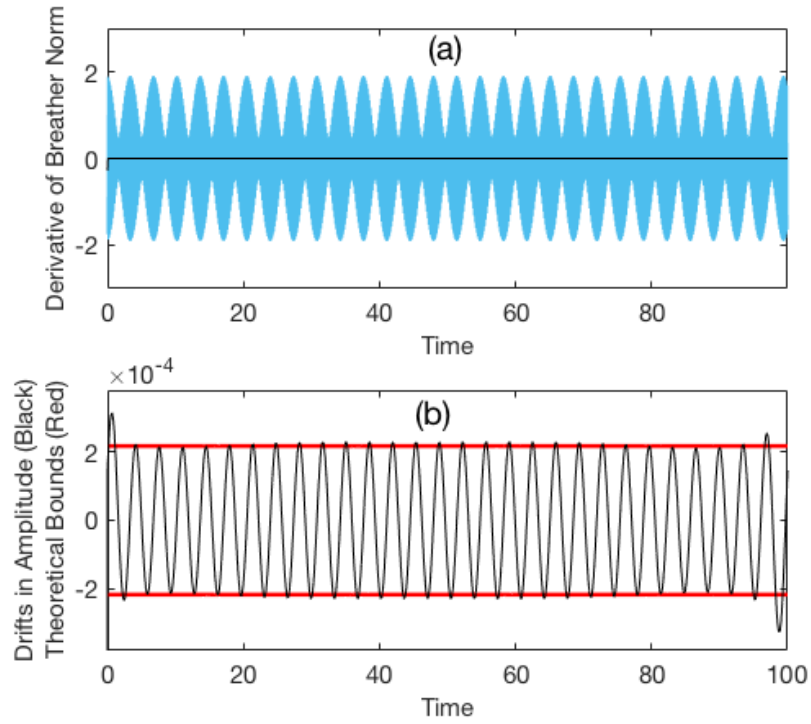 (a)
Derivative of Breather Norm
2
0
-2
0 20 40 60 80
Time
×10⁻⁴
(b)
Drifts in Amplitude (Black)
Theoretical Bounds (Red)
2
0
-2
0 20 40 60 80 100
Time